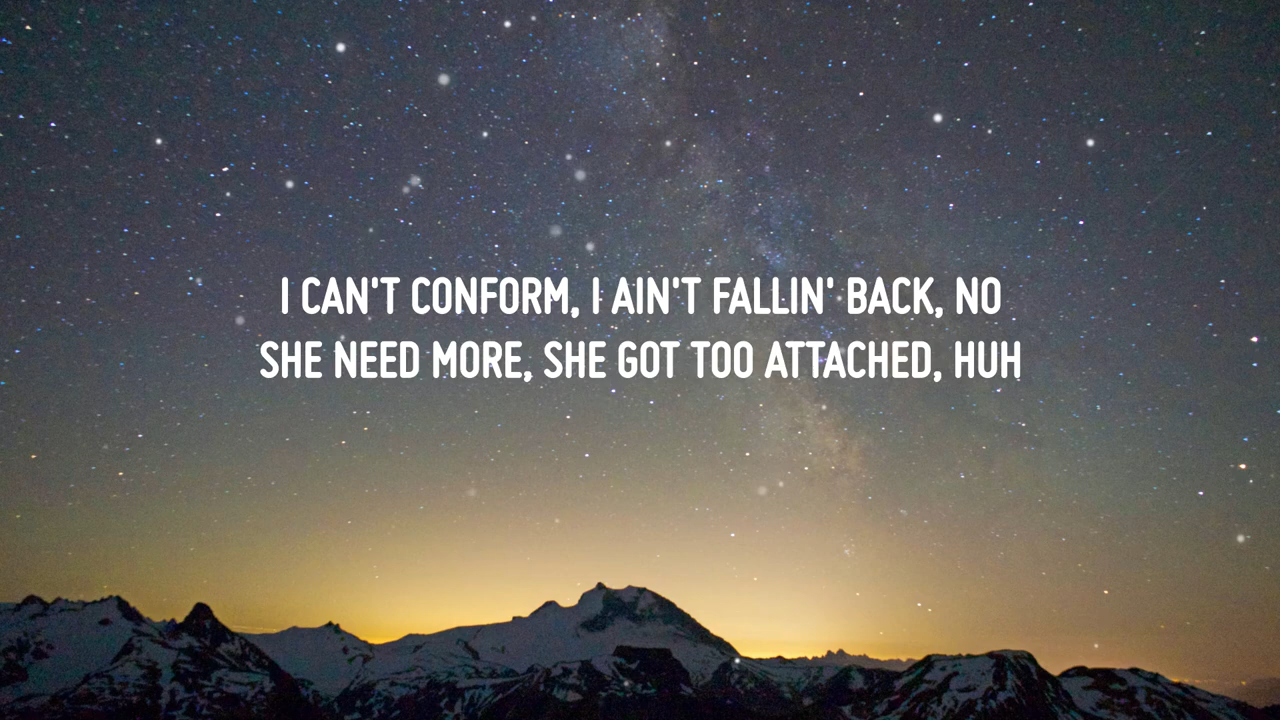 I CAN'T CONFORM, I AIN'T FALLIN' BACK, NO
SHE NEED MORE, SHE GOT TOO ATTACHED, HUH